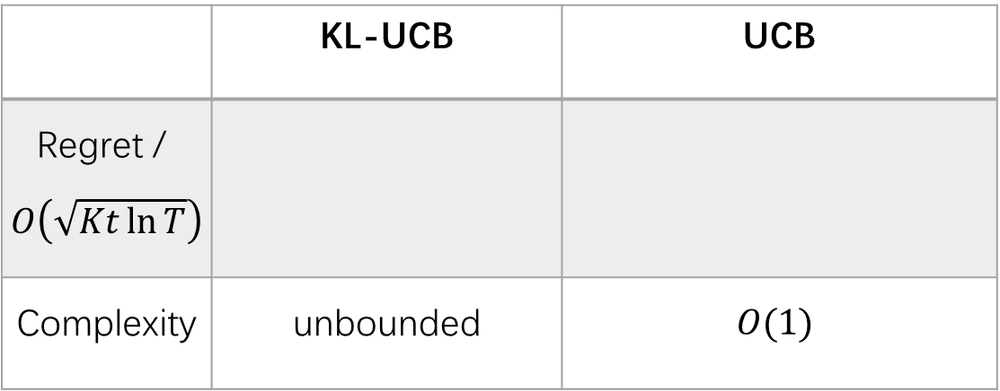 KL-UCB UCB
Regret /
O(√Kt ln T)
Complexity unbounded O(1)